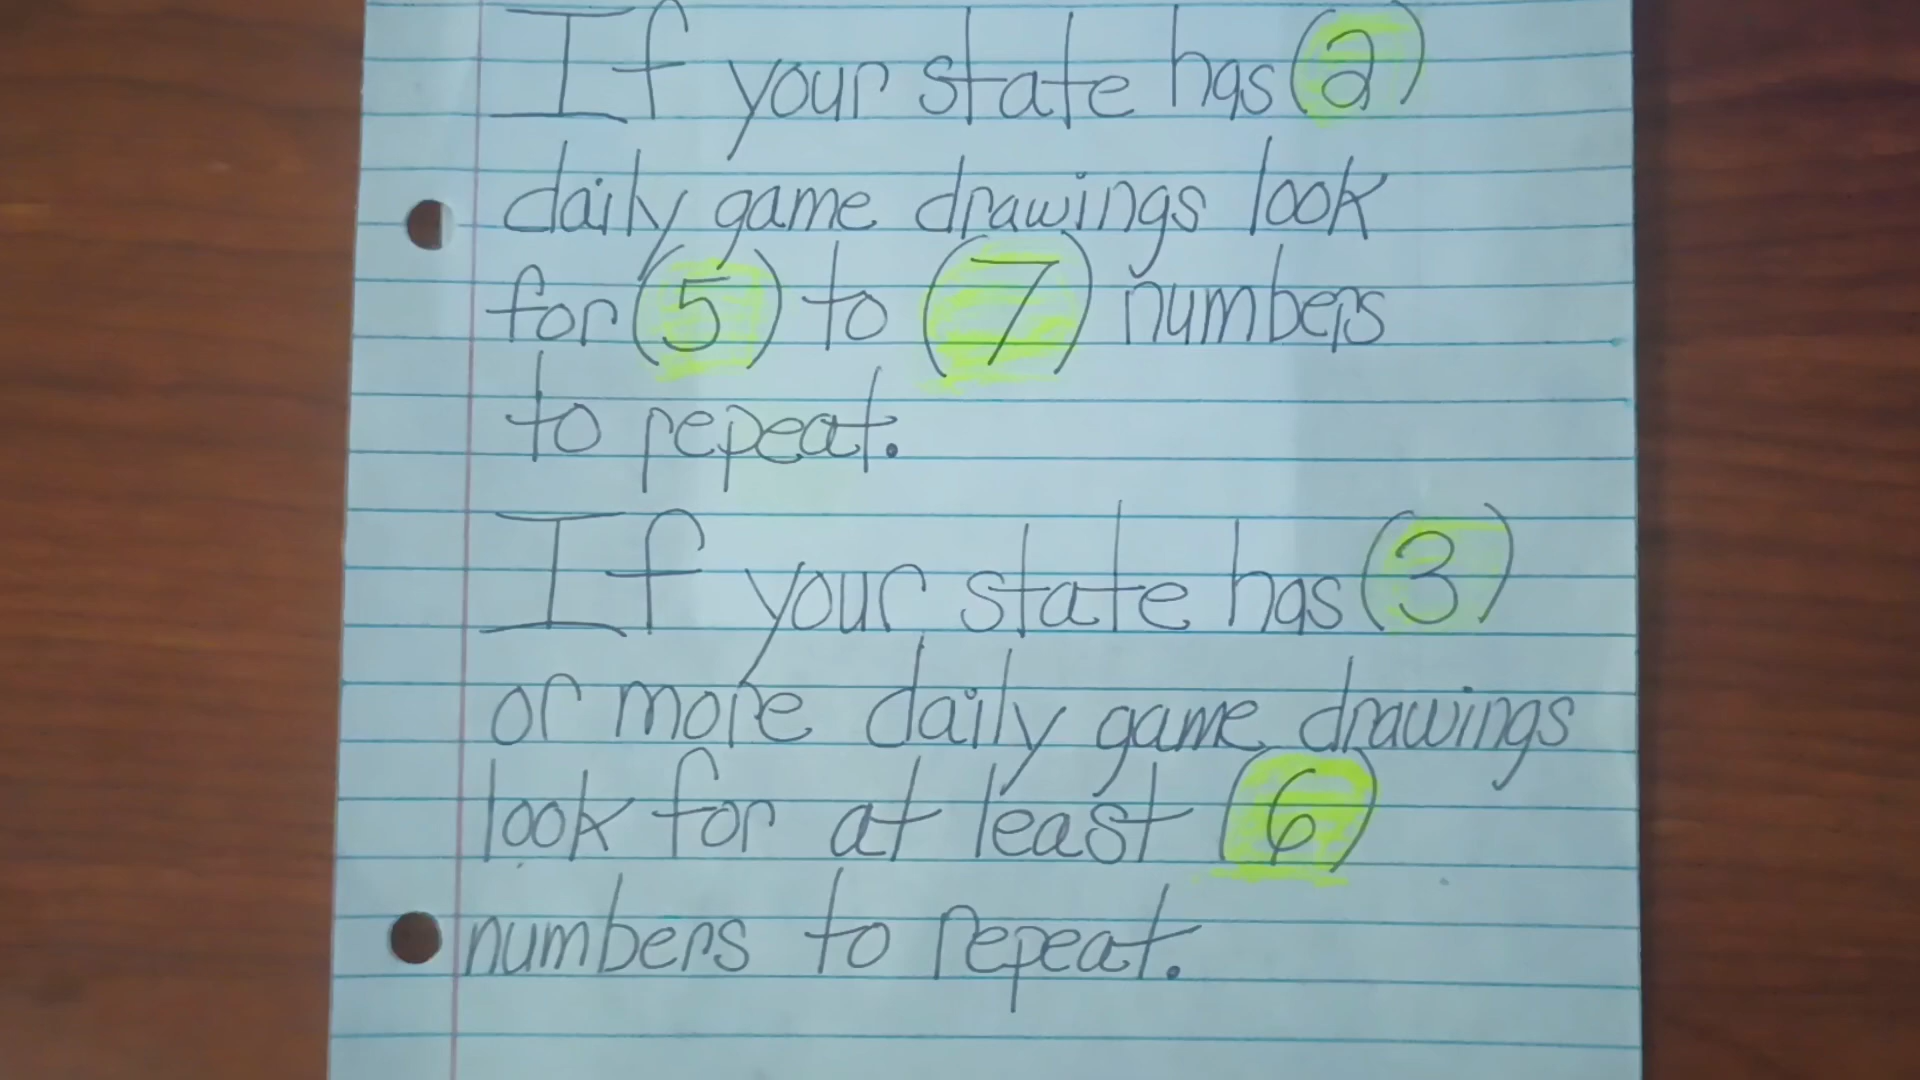 If your state has (2)
daily game drawings look
for (5) to (7) numbers
to repeat.
If your state has (3)
or more daily game drawings
look for at least (6)
numbers to repeat.